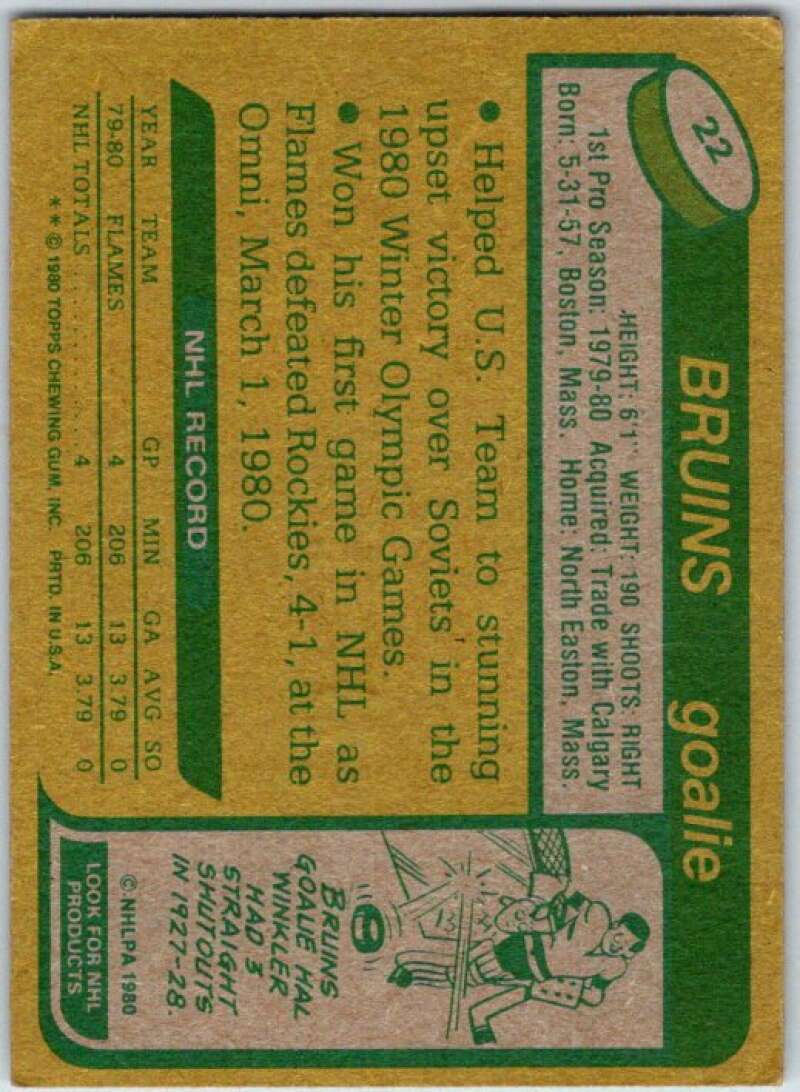 22
BRUINS goalie
HEIGHT: 6'1" WEIGHT: 190 SHOOTS: RIGHT
1st Pro Season: 1979-80 Acquired: Trade with Calgary
Born: 5-31-57, Boston, Mass. Home: North Easton, Mass.
• Helped U.S. Team to stunning
upset victory over Soviets in the
1980 Winter Olympic Games.
• Won his first game in NHL as
Flames defeated Rockies, 4-1, at the
Omni, March 1, 1980.
NHL RECORD
YEAR TEAM GP MIN GA AVG SO
79-80 FLAMES 4 206 13 3.79 0
NHL TOTALS .......... 4 206 13 3.79 0
** © 1980 TOPPS CHEWING GUM, INC. PRTD. IN U.S.A.
13
BRUINS
GOALIE HAL
WINKLER
HAD 3
STRAIGHT
SHUTOUTS
IN 1927-28.
© NHLPA 1980
LOOK FOR NHL
PRODUCTS